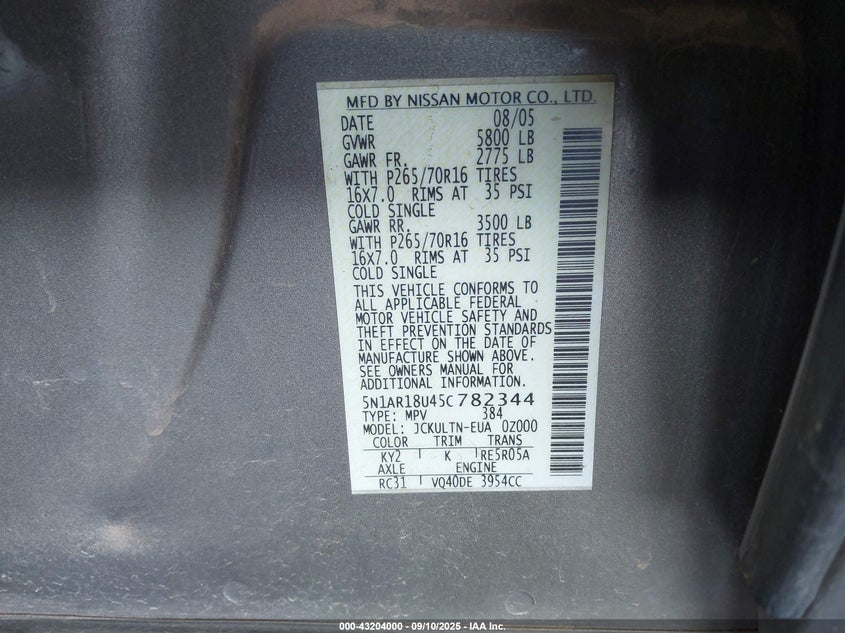 MFD BY NISSAN MOTOR CO., LTD.
DATE 08/05
GVWR 5800 LB
GAWR FR. 2775 LB
WITH P265/70R16 TIRES
16X7.0 RIMS AT 35 PSI
COLD SINGLE
GAWR RR. 3500 LB
WITH P265/70R16 TIRES
16X7.0 RIMS AT 35 PSI
COLD SINGLE
THIS VEHICLE CONFORMS TO
ALL APPLICABLE FEDERAL
MOTOR VEHICLE SAFETY AND
THEFT PREVENTION STANDARDS
IN EFFECT ON THE DATE OF
MANUFACTURE SHOWN ABOVE.
SEE OWNERS MANUAL FOR
ADDITIONAL INFORMATION.
5N1AR18U45C782344
TYPE: MPV 384
MODEL: JCKULTN-EUA 0Z000
COLOR TRIM TRANS
KY2 K RE5R05A
AXLE ENGINE
RC31 VQ40DE 3954CC
000-43204000 - 09/10/2025 - IAA Inc.